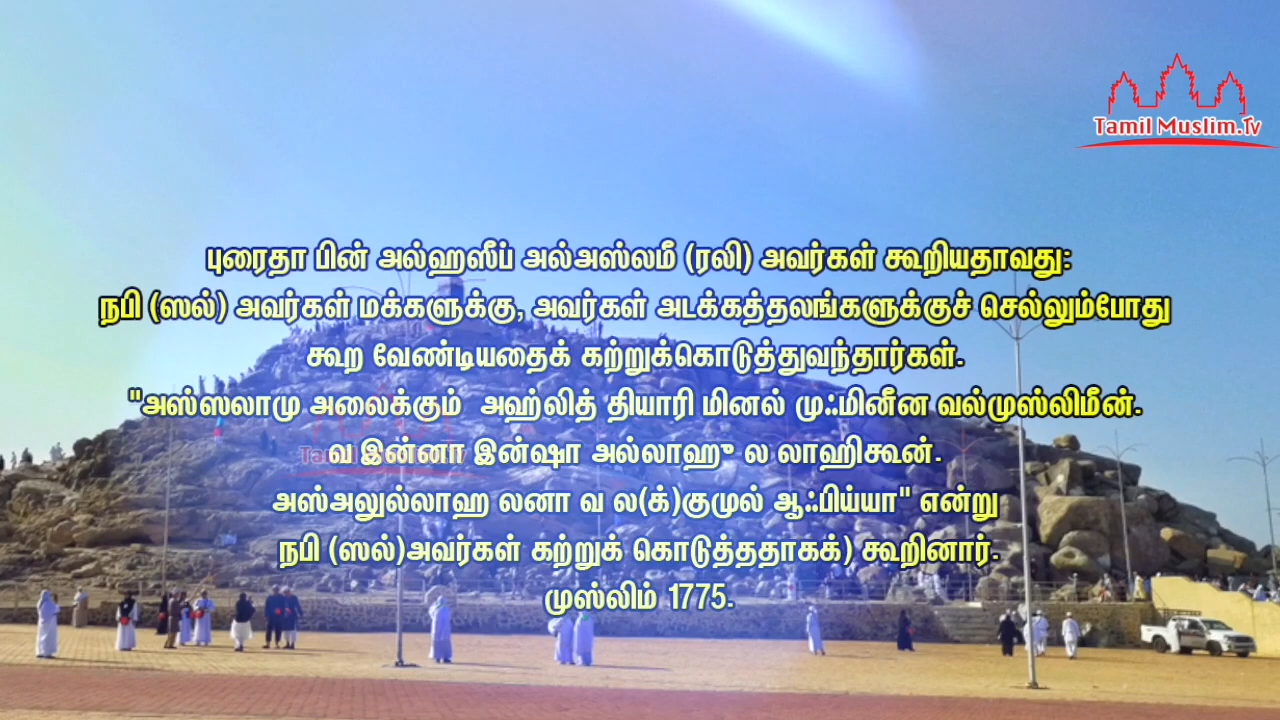 Tamil Muslim.Tv
புரைதா பின் அல்ஹஸீப் அல்அஸ்லமீ (ரலி) அவர்கள் கூறியதாவது:
நபி (ஸல்) அவர்கள் மக்களுக்கு, அவர்கள் அடக்கத்தலங்களுக்குச் செல்லும்போது
கூற வேண்டியதைக் கற்றுக்கொடுத்துவந்தார்கள்.
"அஸ்ஸலாமு அலைக்கும் அஹ்லித் தியாரி மினல் முஃமினீன வல்முஸ்லிமீன்.
வ இன்னா இன்ஷா அல்லாஹு ல லாஹிகூன்.
அஸ்அலுல்லாஹ லனா வ ல(க்)குமுல் ஆஃபிய்யா" என்று
நபி (ஸல்)அவர்கள் கற்றுக் கொடுத்ததாகக்) கூறினார்.
முஸ்லிம் 1775.